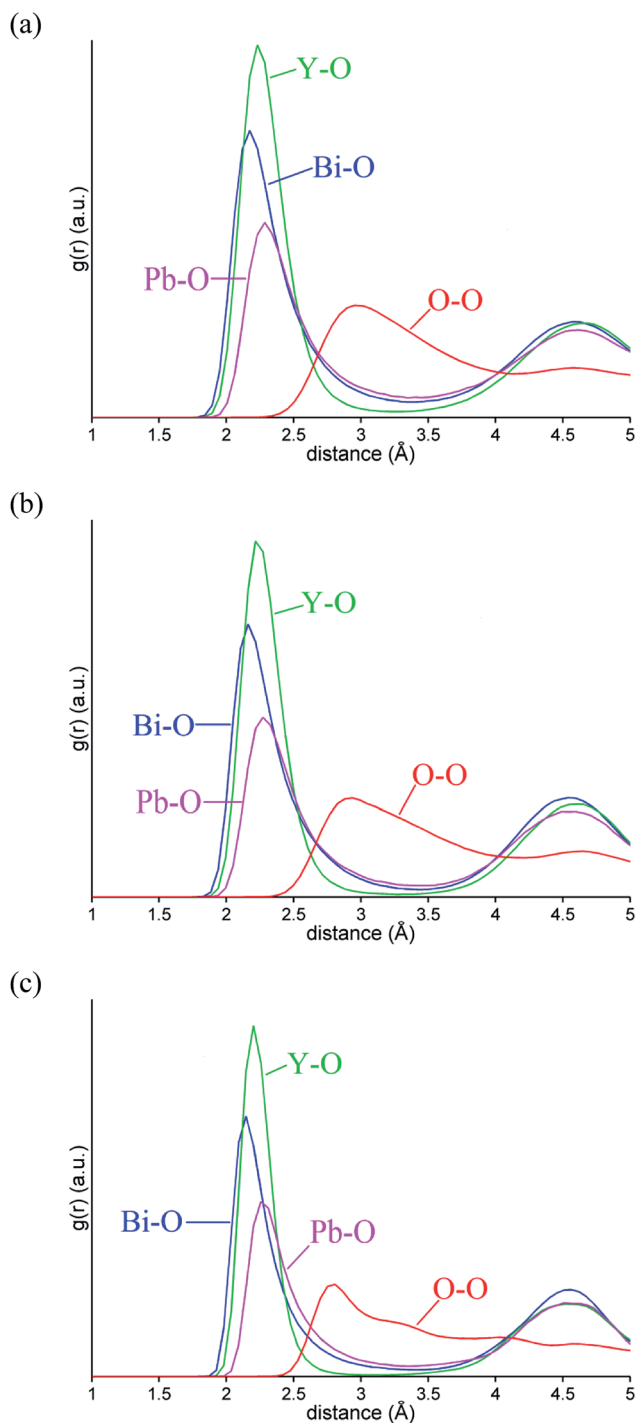 (a)
Y-O
Bi-O
Pb-O
O-O
g(r) (a.u.)
1 1.5 2 2.5 3 3.5 4 4.5 5
distance (Å)
(b)
Y-O
Bi-O
Pb-O
O-O
g(r) (a.u.)
1 1.5 2 2.5 3 3.5 4 4.5 5
distance (Å)
(c)
Y-O
Bi-O
Pb-O
O-O
g(r) (a.u.)
1 1.5 2 2.5 3 3.5 4 4.5 5
distance (Å)